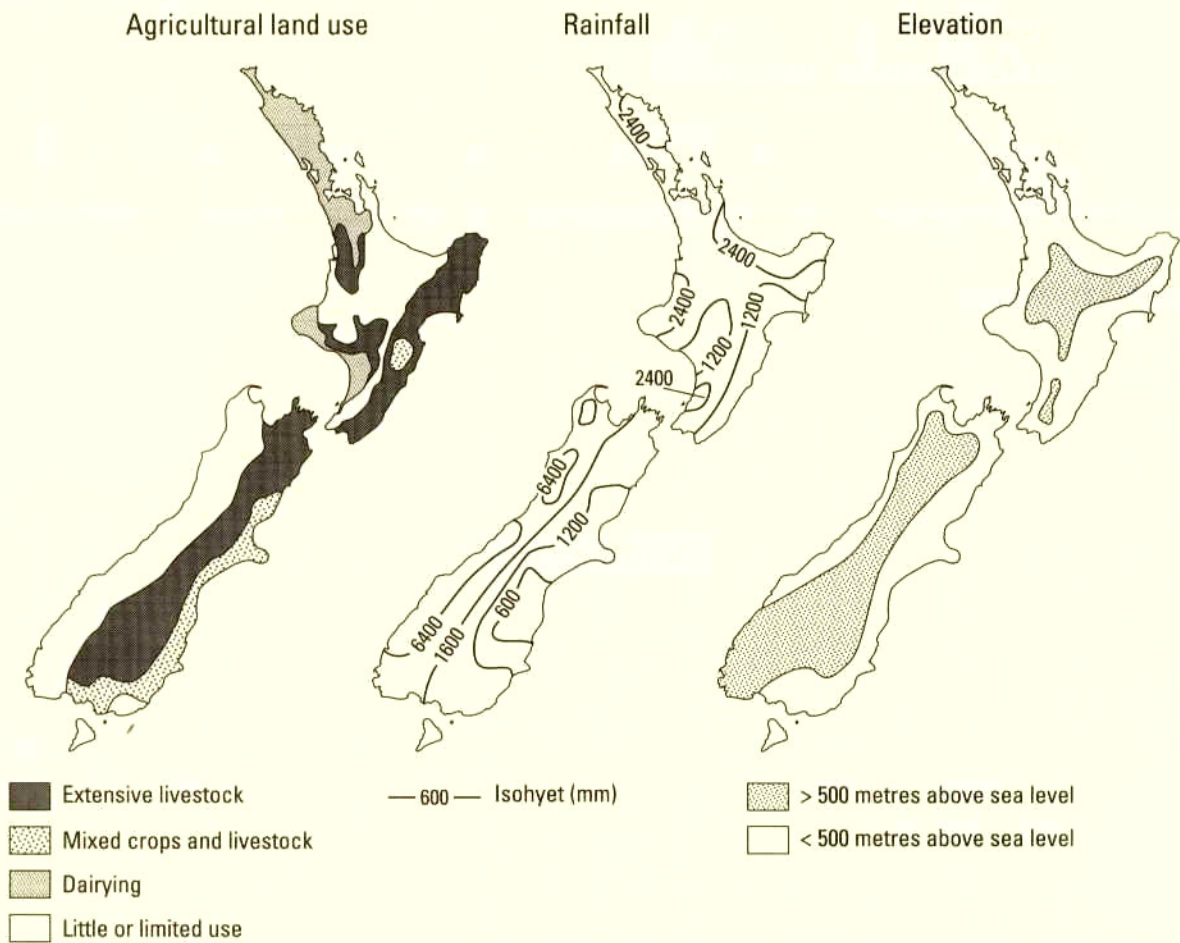 Agricultural land use
Rainfall
Elevation
2400
2400
2400
1200
1200
2400
6400
1200
600
6400
1600
Extensive livestock
Mixed crops and livestock
Dairying
Little or limited use
— 600 — Isohyet (mm)
> 500 metres above sea level
< 500 metres above sea level